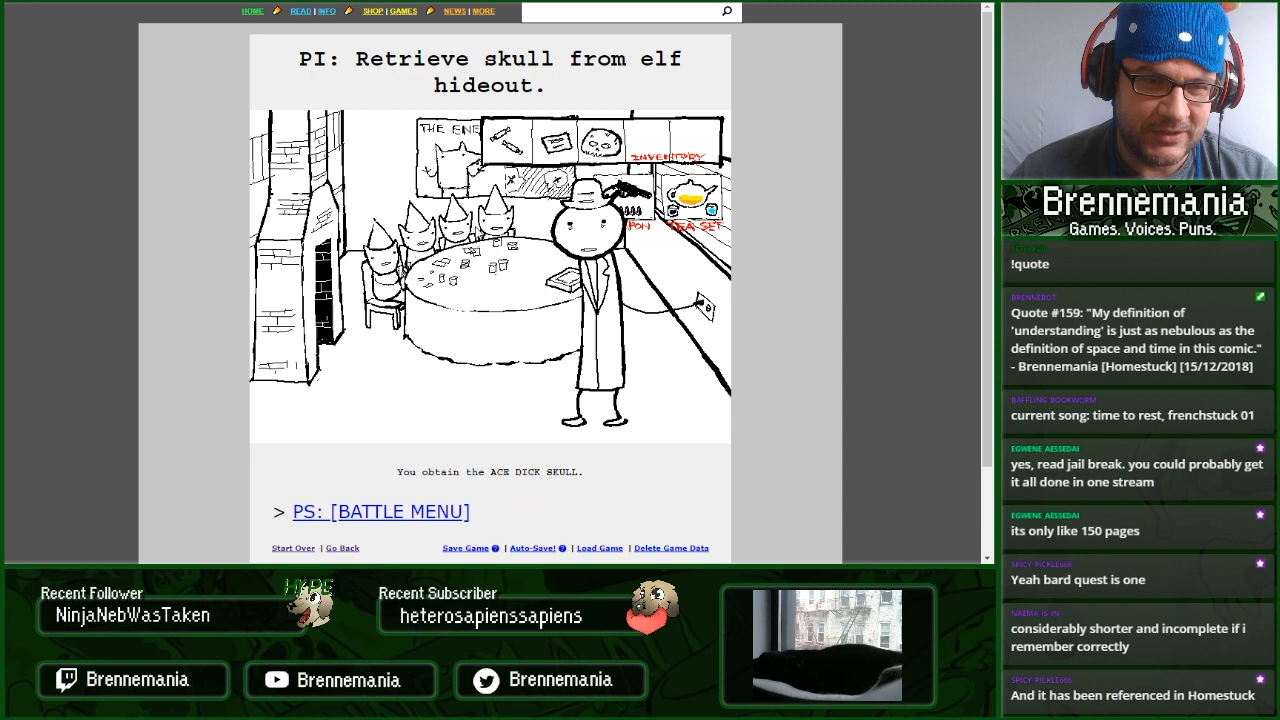 HOME READ | INFO SHOP | GAMES NEWS | MORE
PI: Retrieve skull from elf
hideout.
THE ENE
INVENTORY
PON TEA SET
You obtain the ACE DICK SKULL.
> PS: [BATTLE MENU]
Start Over | Go Back Save Game ? | Auto-Save! ? | Load Game | Delete Game Data
Brennemania
Games. Voices. Puns.
!quote
BRENNEBOT
Quote #159: "My definition of
'understanding' is just as nebulous as the
definition of space and time in this comic."
- Brennemania [Homestuck] [15/12/2018]
BAFFLING BOOKWORM
current song: time to rest, frenchstuck 01
EGWENE AESSEDAI
yes, read jail break. you could probably get
it all done in one stream
EGWENE AESSEDAI
its only like 150 pages
SPICY PICKLE666
Yeah bard quest is one
NAEMA IS IN
considerably shorter and incomplete if i
remember correctly
SPICY PICKLE666
And it has been referenced in Homestuck
Recent Follower
NinjaNebWasTaken
HYPE
Recent Subscriber
heterosapienssapiens
Brennemania
Brennemania
Brennemania